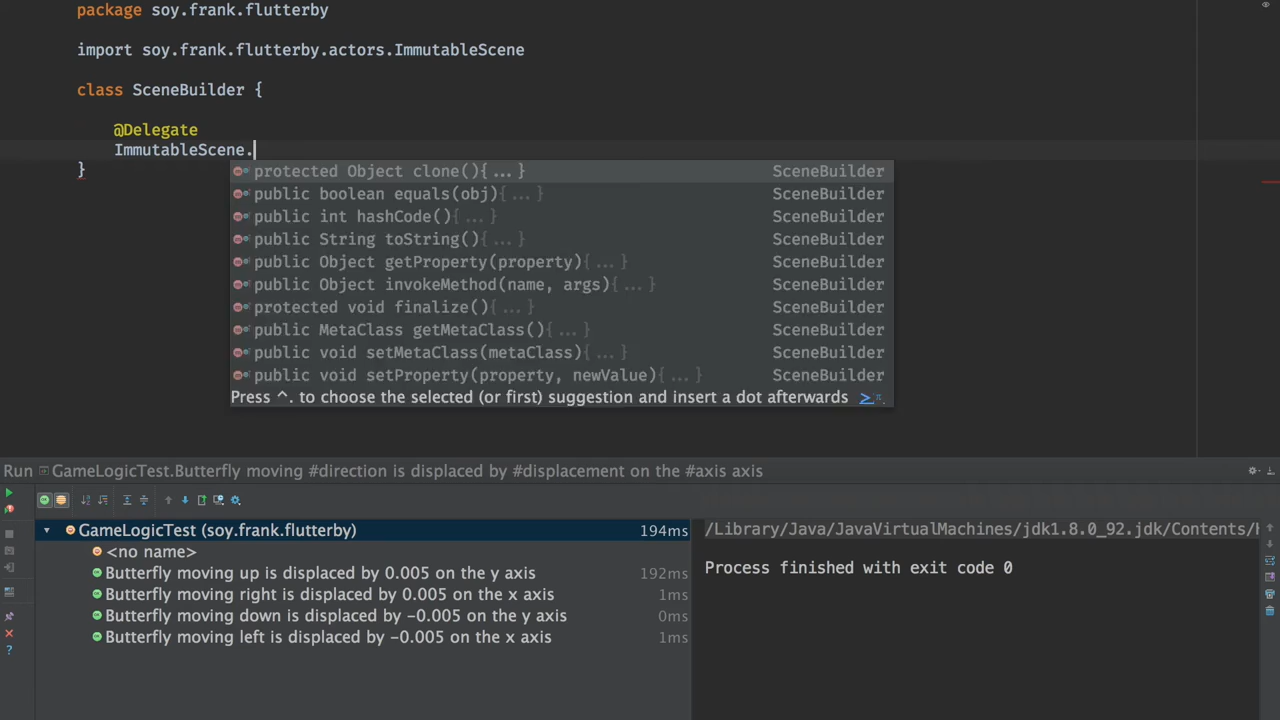 package soy.frank.flutterby
import soy.frank.flutterby.actors.ImmutableScene
class SceneBuilder {
@Delegate
ImmutableScene.
}
protected Object clone(){...} SceneBuilder
public boolean equals(obj){...} SceneBuilder
public int hashCode(){...} SceneBuilder
public String toString(){...} SceneBuilder
public Object getProperty(property){...} SceneBuilder
public Object invokeMethod(name, args){...} SceneBuilder
protected void finalize(){...} SceneBuilder
public MetaClass getMetaClass(){...} SceneBuilder
public void setMetaClass(metaClass){...} SceneBuilder
public void setProperty(property, newValue){...} SceneBuilder
Press ^. to choose the selected (or first) suggestion and insert a dot afterwards >
Run GameLogicTest.Butterfly moving #direction is displaced by #displacement on the #axis axis
GameLogicTest (soy.frank.flutterby) 194ms
<no name>
Butterfly moving up is displaced by 0.005 on the y axis 192ms
Butterfly moving right is displaced by 0.005 on the x axis 1ms
Butterfly moving down is displaced by -0.005 on the y axis 0ms
Butterfly moving left is displaced by -0.005 on the x axis 1ms
/Library/Java/JavaVirtualMachines/jdk1.8.0_92.jdk/Contents/
Process finished with exit code 0